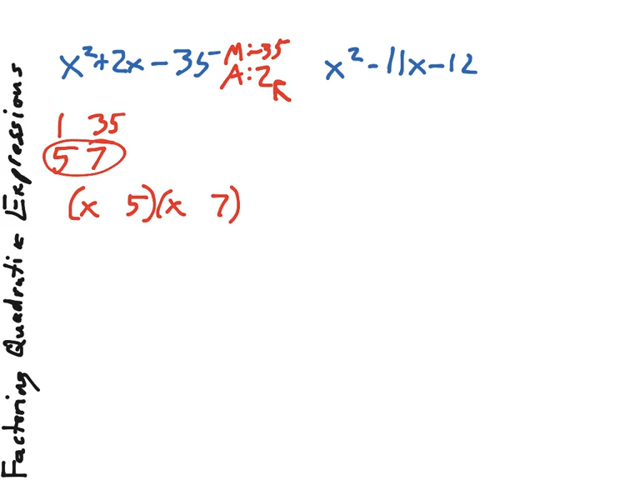 Factoring Quadratic Expressions
x² + 2x - 35
M: -35
A: 2
1 35
5 7
(x 5)(x 7)
x² - 11x - 12